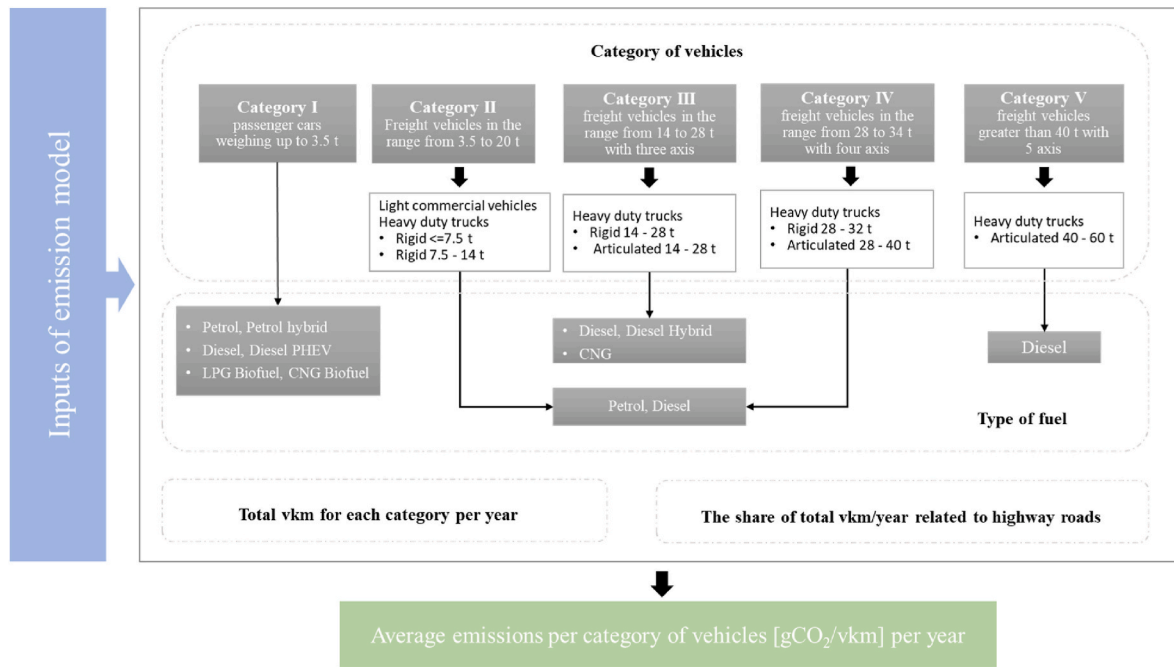 Inputs of emission model
Category of vehicles
Category I
passenger cars
weighing up to 3.5 t
Category II
Freight vehicles in the
range from 3.5 to 20 t
Category III
freight vehicles in the
range from 14 to 28 t
with three axis
Category IV
freight vehicles in the
range from 28 to 34 t
with four axis
Category V
freight vehicles
greater than 40 t with
5 axis
Light commercial vehicles
Heavy duty trucks
• Rigid <=7.5 t
• Rigid 7.5 - 14 t
Heavy duty trucks
• Rigid 14 - 28 t
• Articulated 14 - 28 t
Heavy duty trucks
• Rigid 28 - 32 t
• Articulated 28 - 40 t
Heavy duty trucks
• Articulated 40 - 60 t
• Petrol, Petrol hybrid
• Diesel, Diesel PHEV
• LPG Biofuel, CNG Biofuel
• Diesel, Diesel Hybrid
• CNG
Diesel
Petrol, Diesel
Type of fuel
Total vkm for each category per year
The share of total vkm/year related to highway roads
Average emissions per category of vehicles [gCO₂/vkm] per year